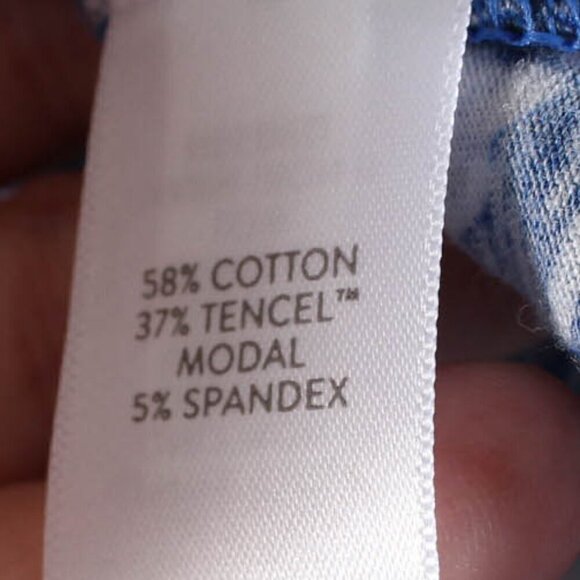 58% COTTON
37% TENCEL™
MODAL
5% SPANDEX